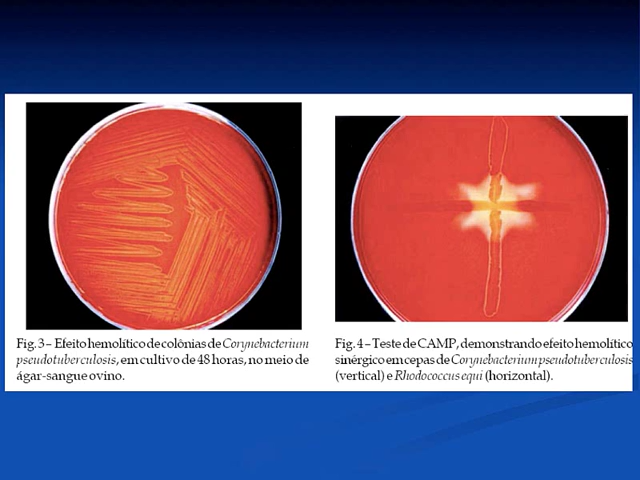 Fig. 3 – Efeito hemolítico de colônias de Corynebacterium
pseudotuberculosis, em cultivo de 48 horas, no meio de
ágar-sangue ovino.
Fig. 4 – Teste de CAMP, demonstrando efeito hemolítico
sinérgico em cepas de Corynebacterium pseudotuberculosis
(vertical) e Rhodococcus equi (horizontal).